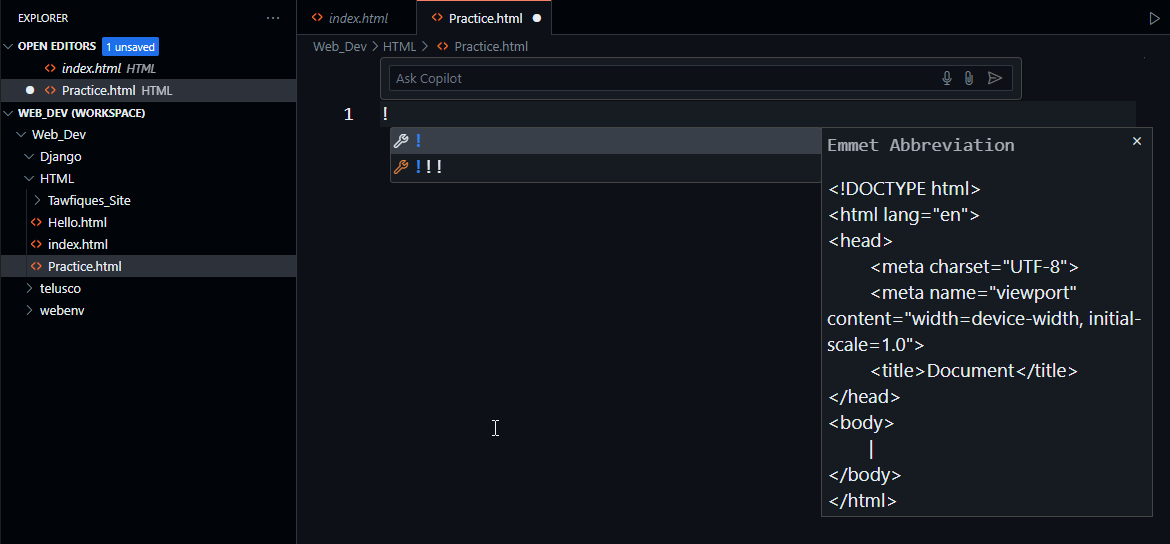 EXPLORER
OPEN EDITORS 1 unsaved
index.html HTML
Practice.html HTML
WEB_DEV (WORKSPACE)
Web_Dev
Django
HTML
Tawfiques_Site
Hello.html
index.html
Practice.html
telusco
webenv
index.html
Practice.html
Web_Dev > HTML > Practice.html
Ask Copilot
1 !
!
!!!
Emmet Abbreviation
<!DOCTYPE html>
<html lang="en">
<head>
<meta charset="UTF-8">
<meta name="viewport"
content="width=device-width, initial-
scale=1.0">
<title>Document</title>
</head>
<body>
|
</body>
</html>